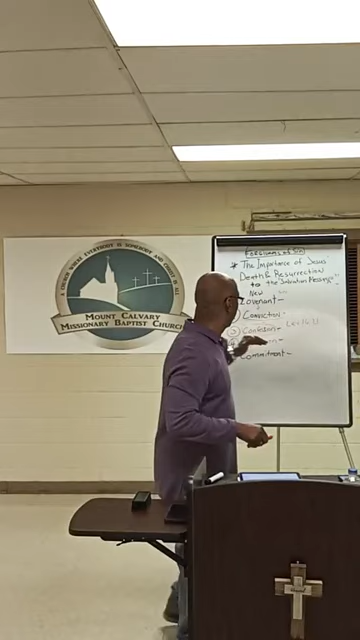 A CHURCH WHERE EVERYBODY IS SOMEBODY AND CHRIST IS ALL
MOUNT CALVARY
MISSIONARY BAPTIST CHURCH
* The Importance of Jesus'
Death & Resurrection
to the Salvation Message
New
Covenant-
Conviction-
Confession-
Commitment-